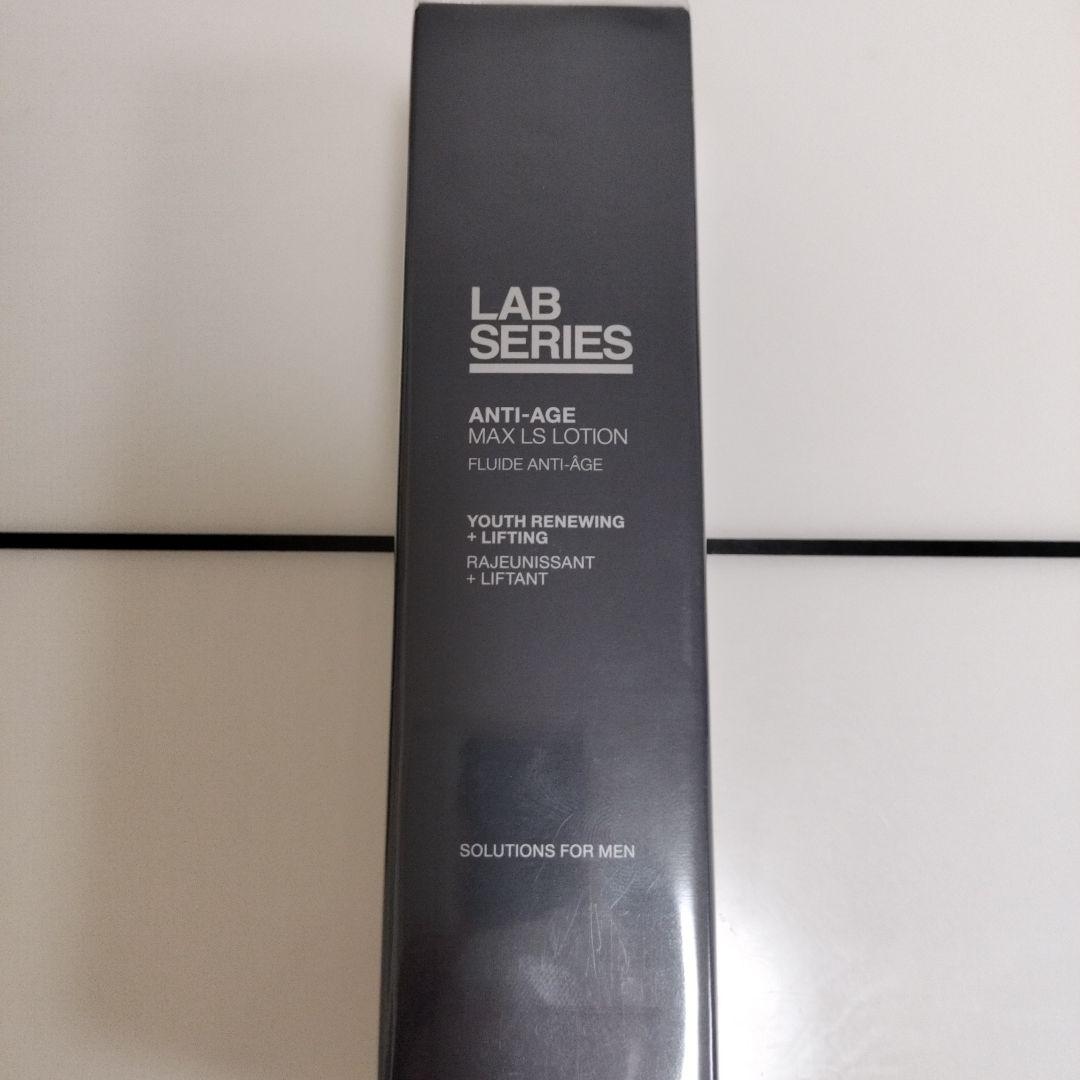 LAB
SERIES
ANTI-AGE
MAX LS LOTION
FLUIDE ANTI-ÂGE
YOUTH RENEWING
+ LIFTING
RAJEUNISSANT
+ LIFTANT
SOLUTIONS FOR MEN